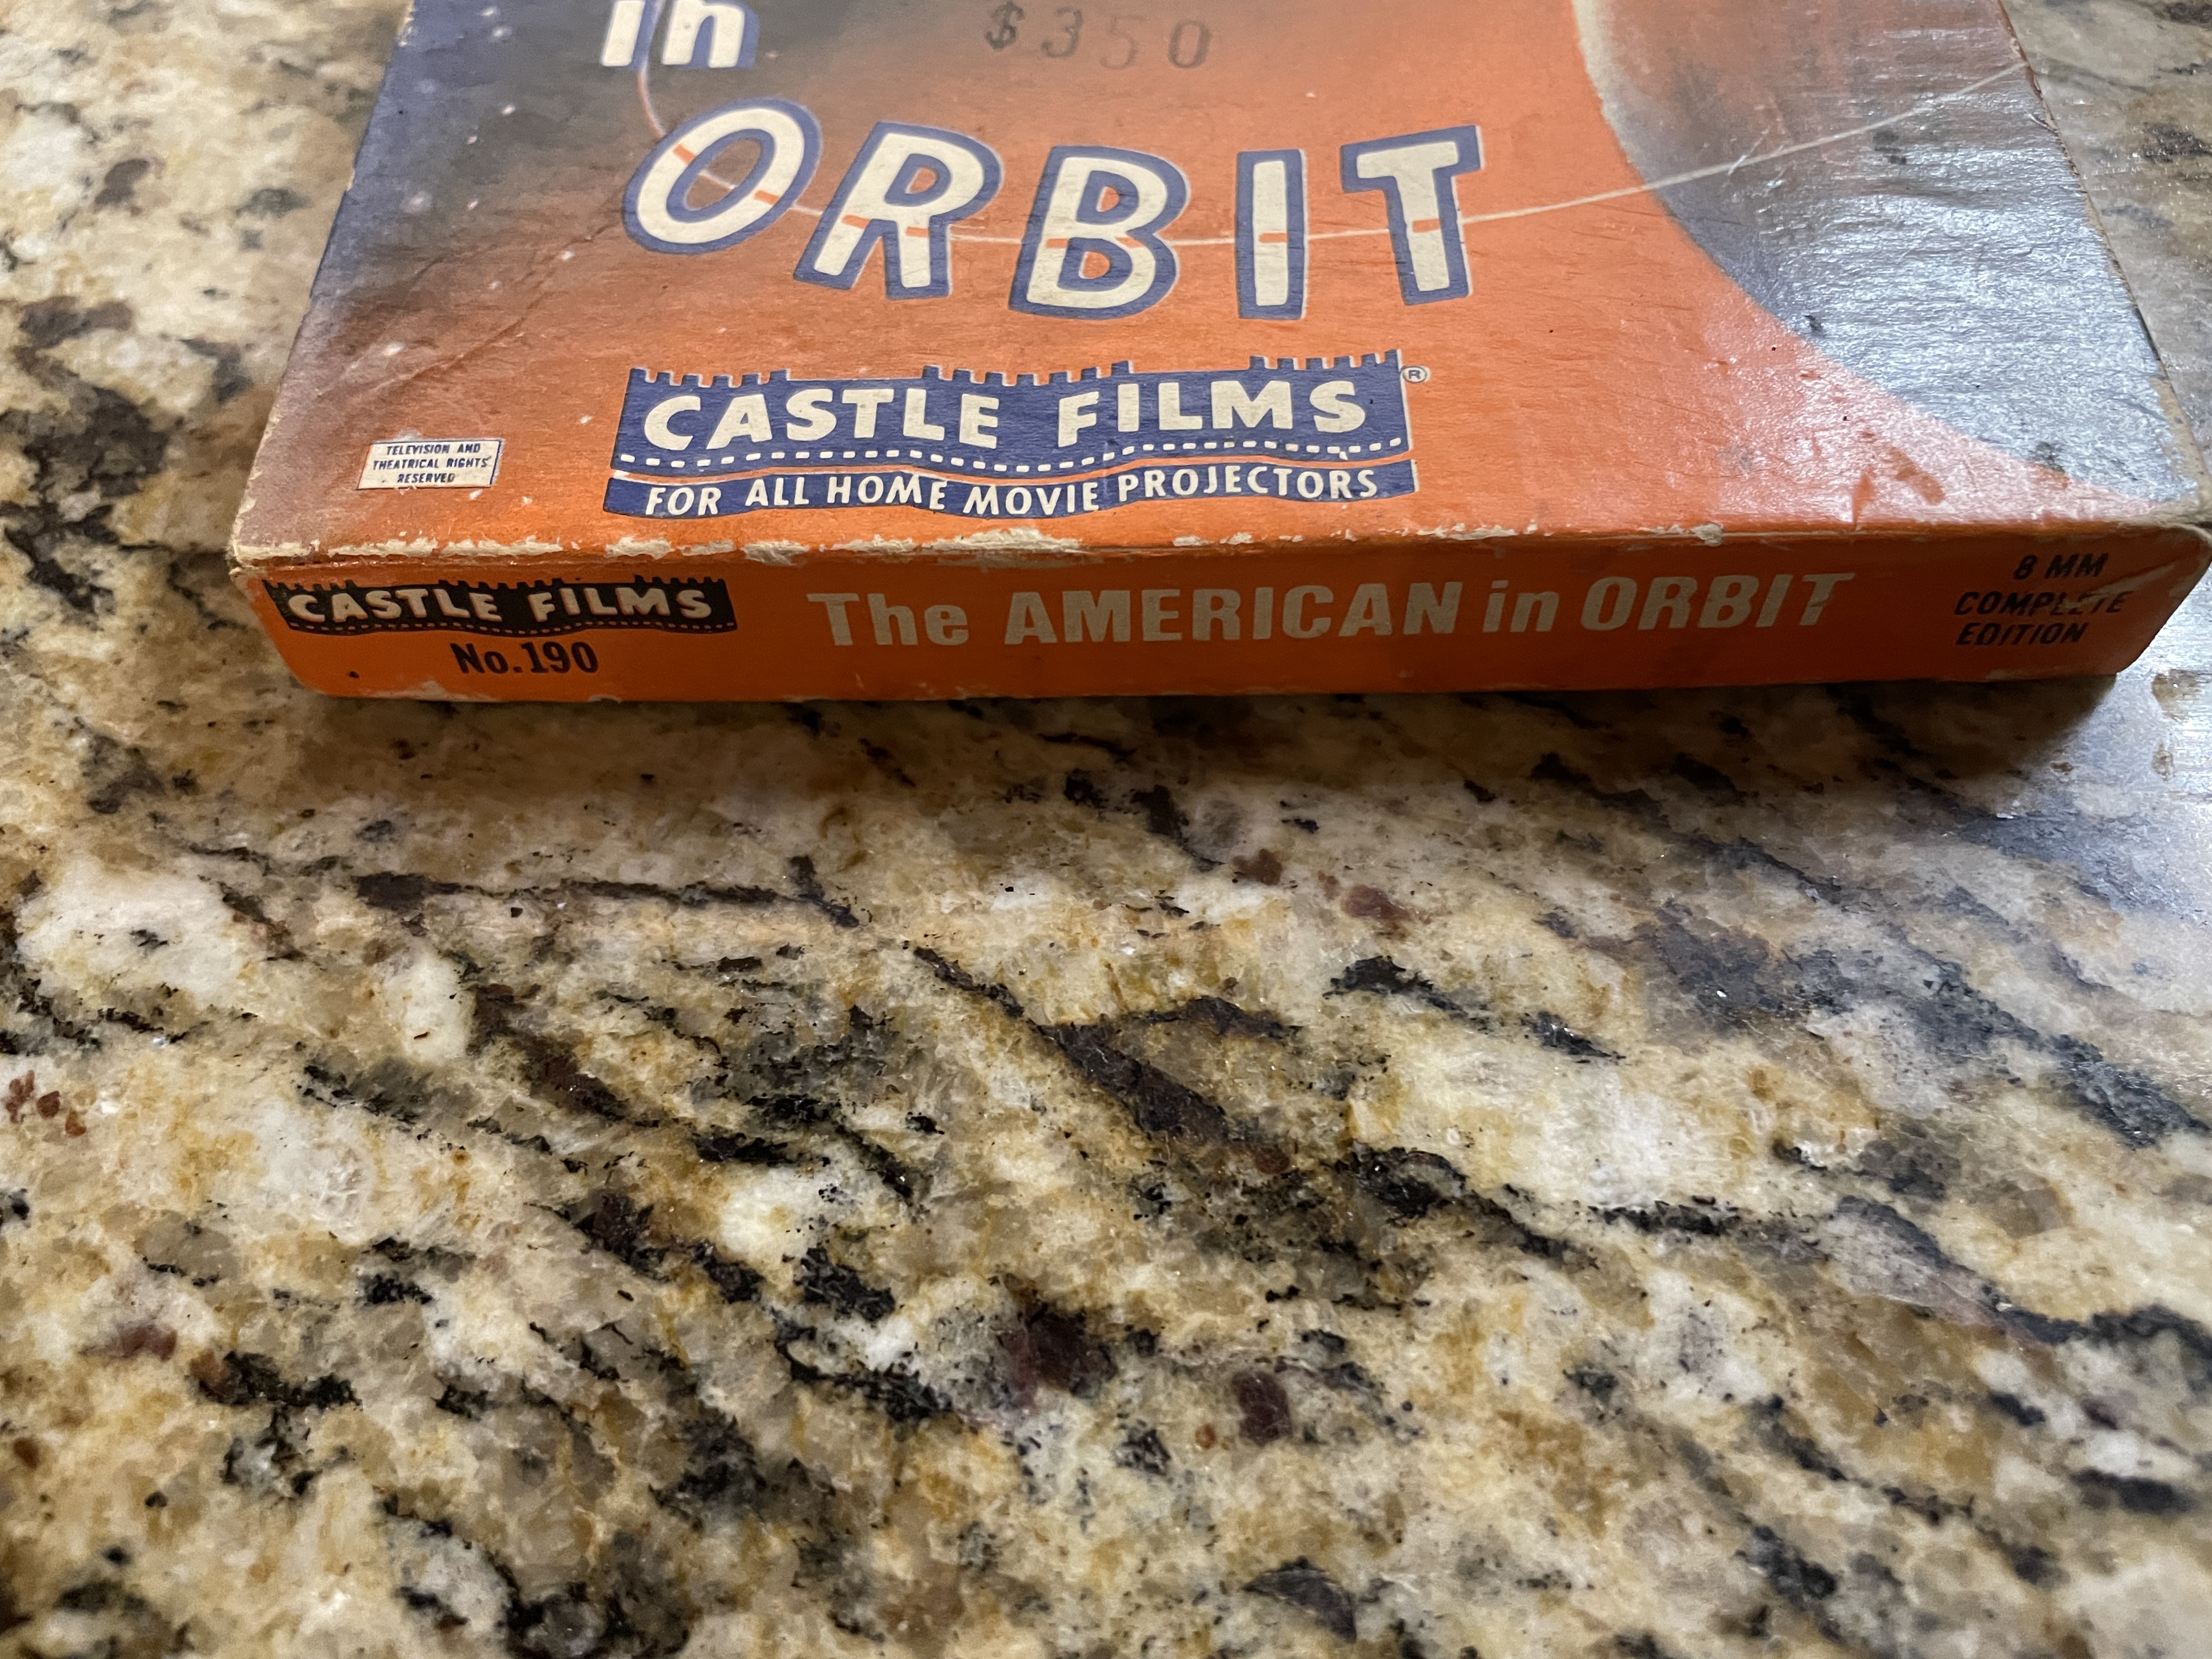 in
$350
ORBIT
CASTLE FILMS®
FOR ALL HOME MOVIE PROJECTORS
TELEVISION AND
THEATRICAL RIGHTS
RESERVED
CASTLE FILMS
No.190
The AMERICAN in ORBIT
8 MM
COMPLETE
EDITION